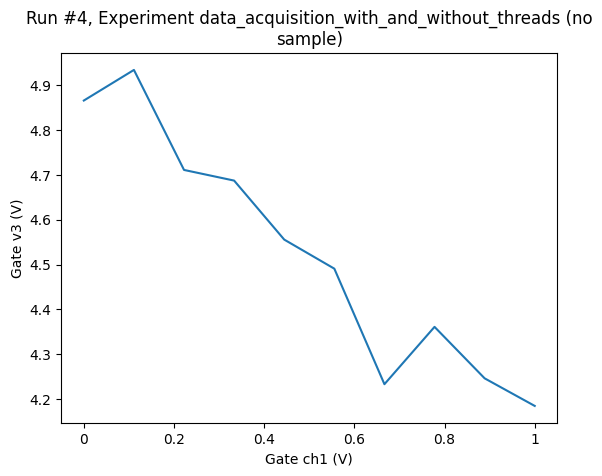 Run #4, Experiment data_acquisition_with_and_without_threads (no
sample)
4.9
4.8
4.7
4.6
4.5
4.4
4.3
4.2
Gate v3 (V)
0 0.2 0.4 0.6 0.8 1
Gate ch1 (V)